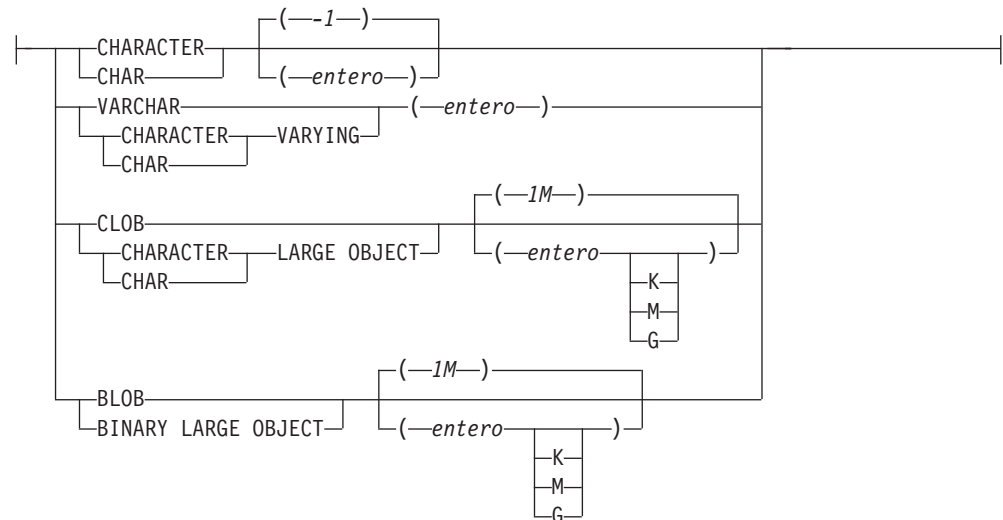 ( -1 )
CHARACTER
CHAR ( entero )
VARCHAR ( entero )
CHARACTER VARYING
CHAR
( 1M )
CLOB
CHARACTER LARGE OBJECT ( entero )
CHAR K
M
G
( 1M )
BLOB
BINARY LARGE OBJECT ( entero )
K
M
G